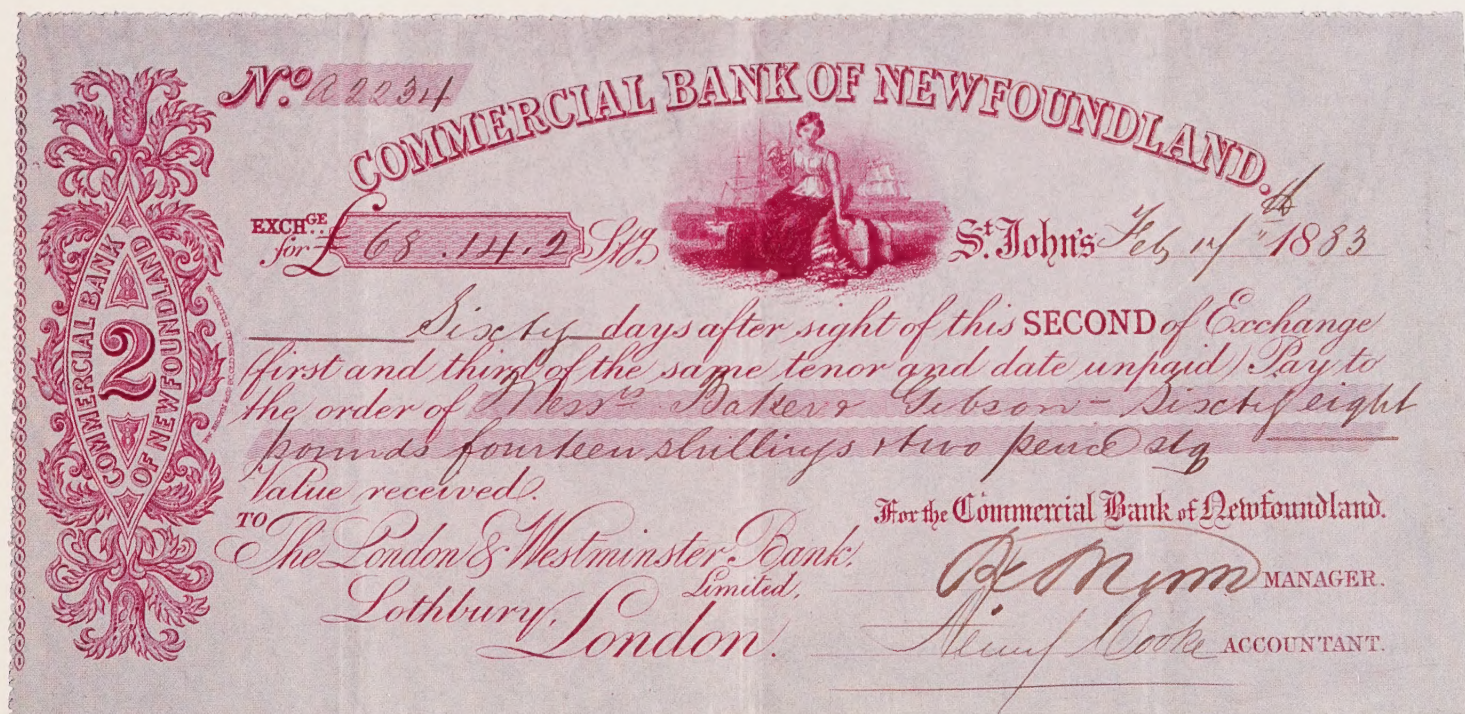 No. a 2234
COMMERCIAL BANK OF NEWFOUNDLAND.
EXCHGE for £ 68.14.2 Stg.
St. John's Feb 17th 1883
Sixty days after sight of this SECOND of Exchange
(first and third of the same tenor and date unpaid) Pay to
the order of Messrs Baker & Gibson - Sixty eight
pounds fourteen shillings & two pence stg
Value received.
TO
The London & Westminster Bank,
Limited,
Lothbury,
London.
For the Commercial Bank of Newfoundland.
MANAGER.
Henry Cooke ACCOUNTANT.
COMMERCIAL BANK
2
OF NEWFOUNDLAND